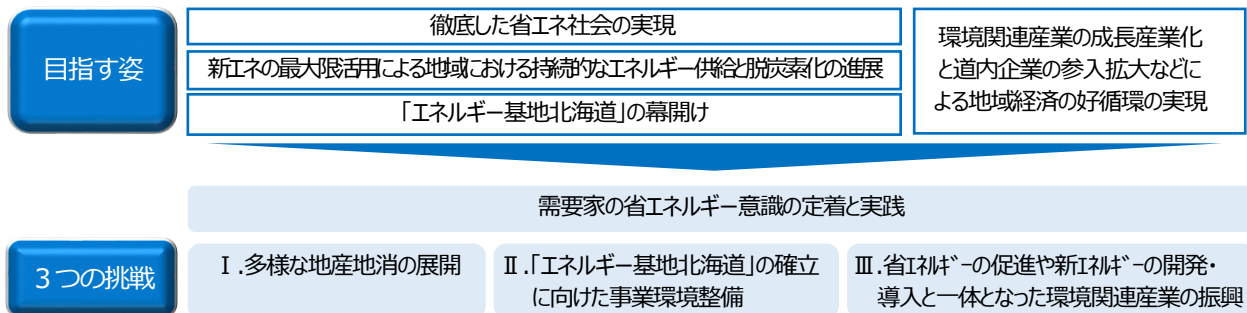 目指す姿
徹底した省エネ社会の実現
新エネの最大限活用による地域における持続的なエネルギー供給と脱炭素化の進展
「エネルギー基地北海道」の幕開け
環境関連産業の成長産業化
と道内企業の参入拡大などに
よる地域経済の好循環の実現
需要家の省エネルギー意識の定着と実践
3つの挑戦
Ⅰ.多様な地産地消の展開
Ⅱ.「エネルギー基地北海道」の確立
に向けた事業環境整備
Ⅲ.省ｴﾈﾙｷﾞｰの促進や新ｴﾈﾙｷﾞｰの開発・
導入と一体となった環境関連産業の振興